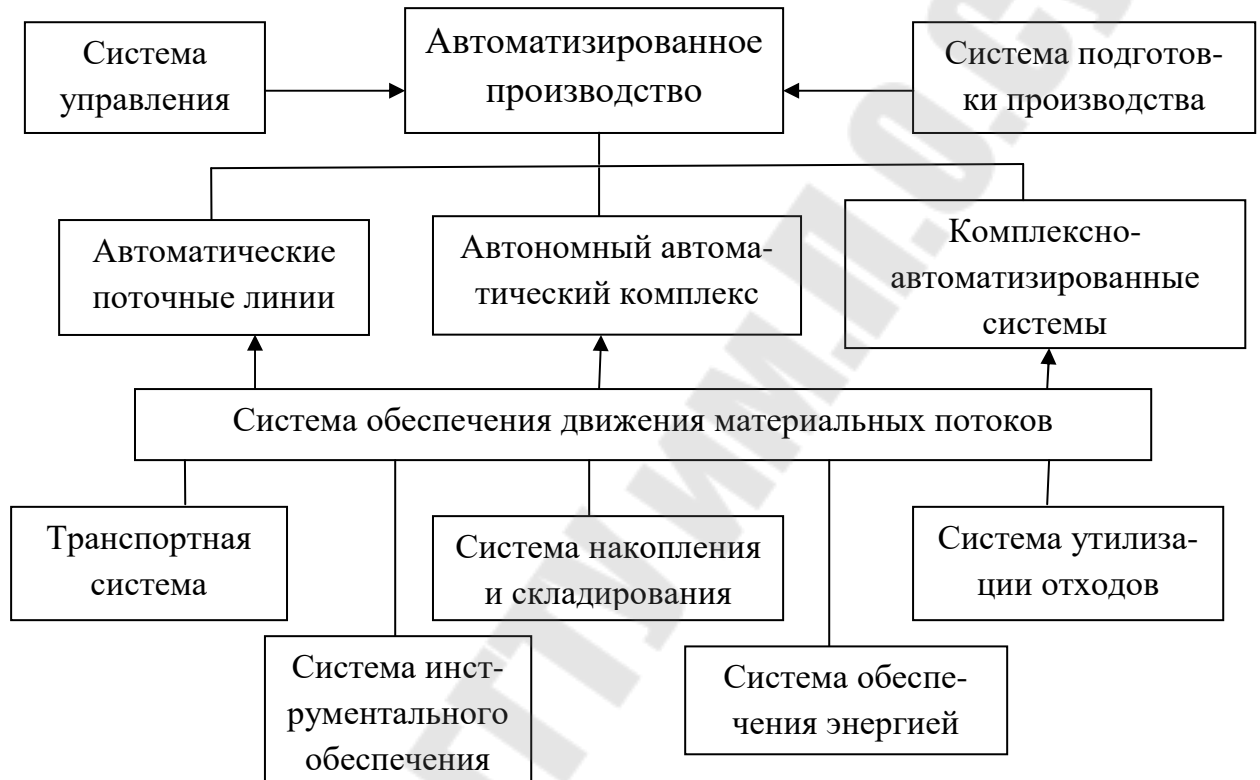 Система
управления
Автоматизированное
производство
Система подготов-
ки производства
Автоматические
поточные линии
Автономный автома-
тический комплекс
Комплексно-
автоматизированные
системы
Система обеспечения движения материальных потоков
Транспортная
система
Система накопления
и складирования
Система утилиза-
ции отходов
Система инст-
рументального
обеспечения
Система обеспе-
чения энергией